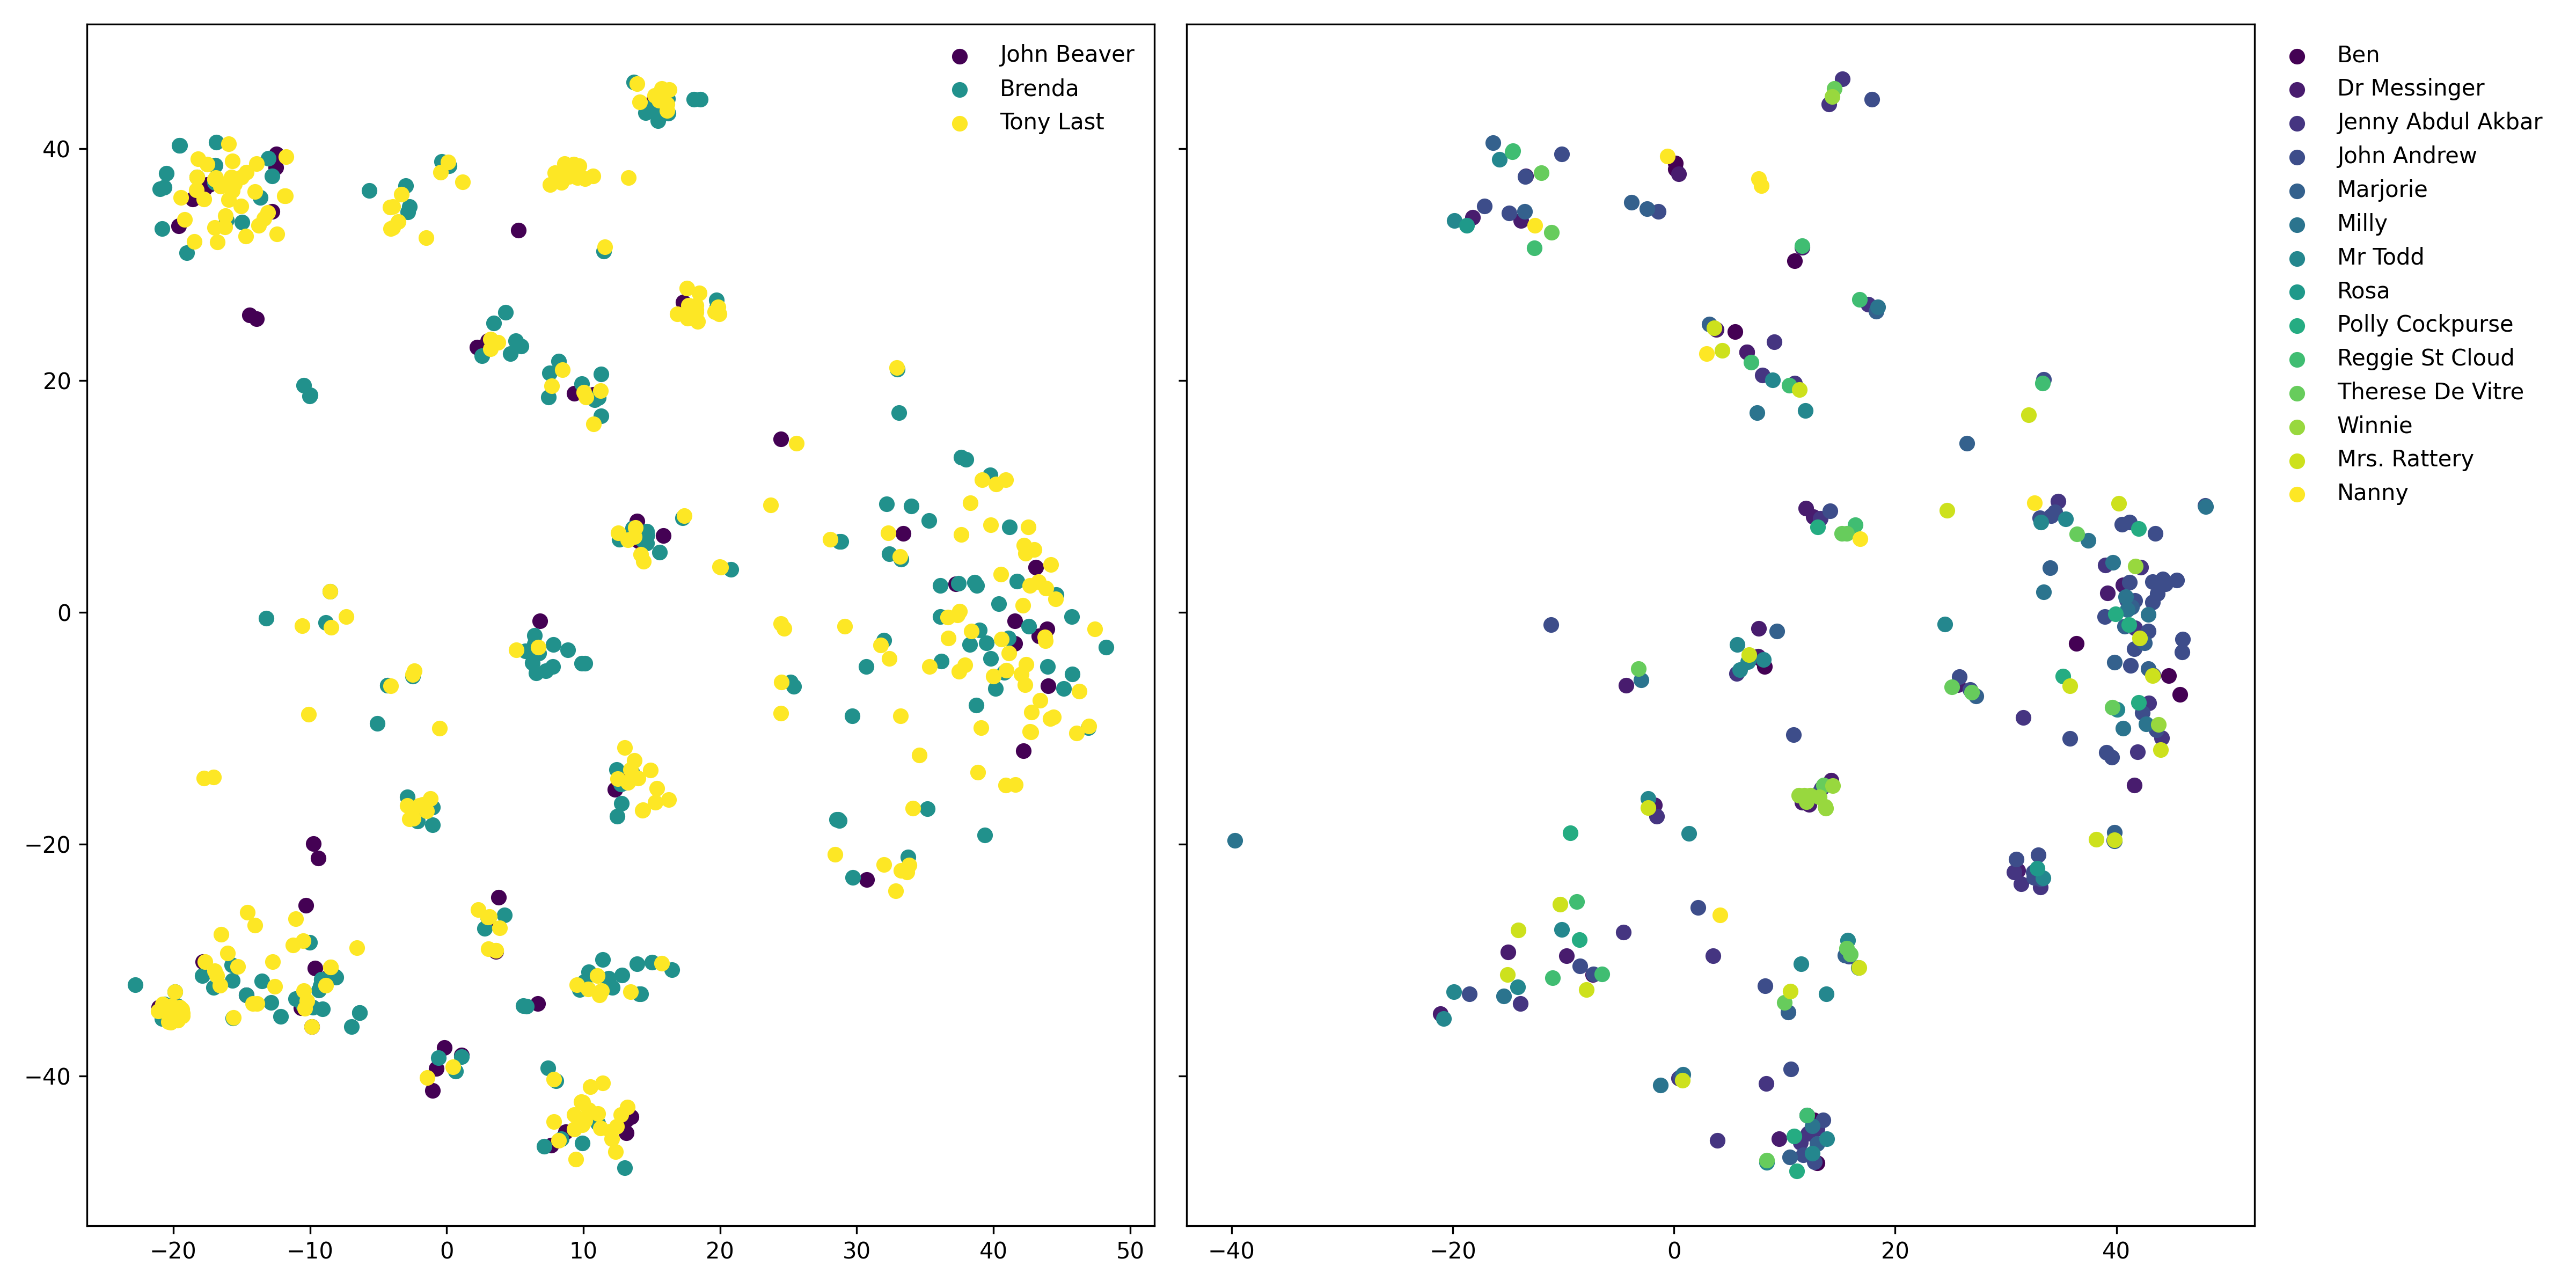 John Beaver
Brenda
Tony Last
Ben
Dr Messinger
Jenny Abdul Akbar
John Andrew
Marjorie
Milly
Mr Todd
Rosa
Polly Cockpurse
Reggie St Cloud
Therese De Vitre
Winnie
Mrs. Rattery
Nanny
40
20
0
−20
−40
−20 −10 0 10 20 30 40 50
−40 −20 0 20 40